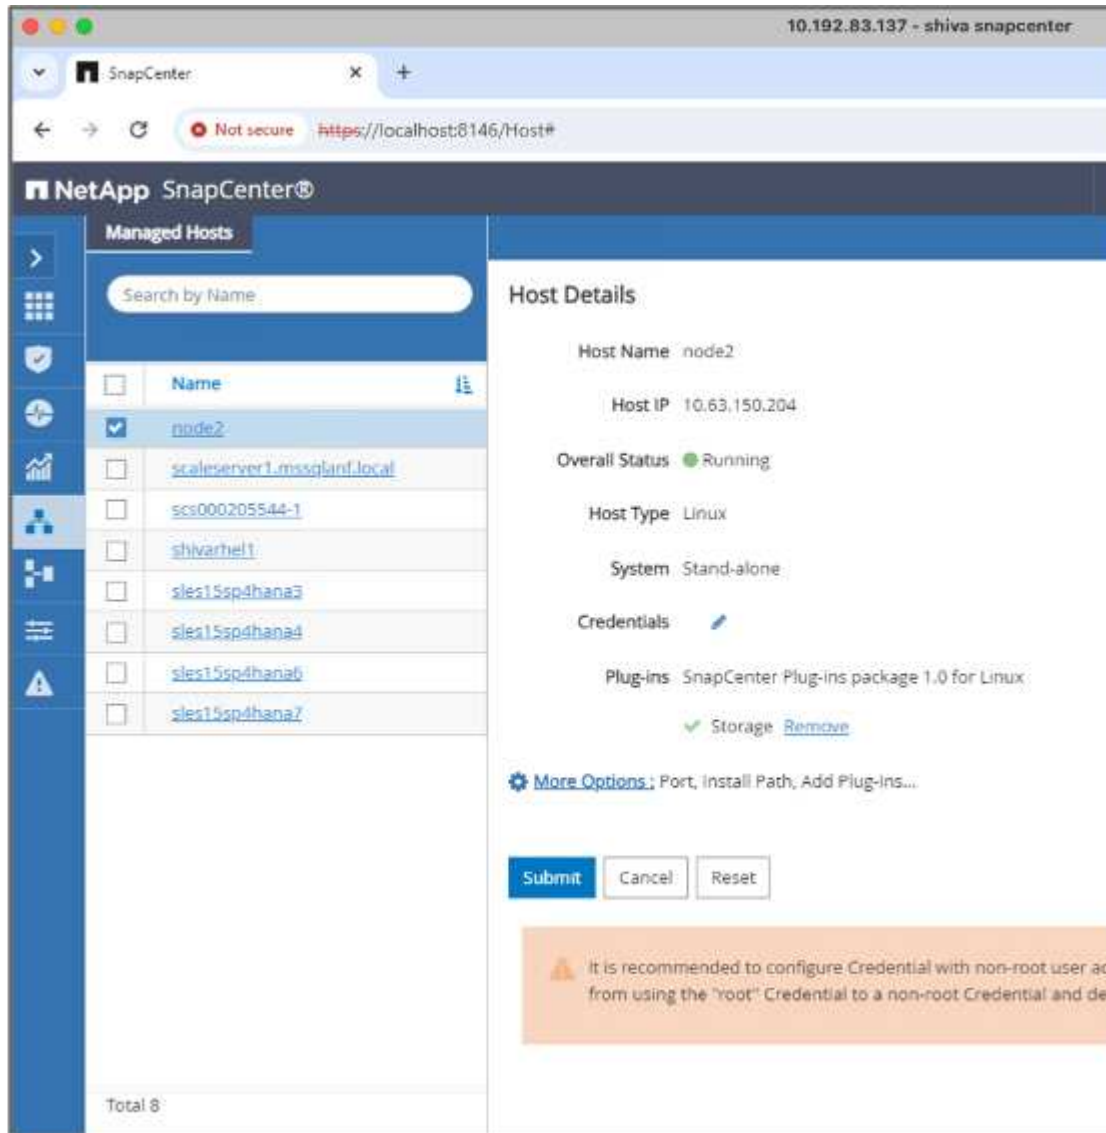 10.192.83.137 - shiva snapcenter
SnapCenter
Not secure https://localhost:8146/Host#
NetApp SnapCenter®
Managed Hosts
Search by Name
Name
node2
scaleserver1.mssqlanf.local
scs000205544-1
shivarhel1
sles15sp4hana3
sles15sp4hana4
sles15sp4hana6
sles15sp4hana7
Total 8
Host Details
Host Name node2
Host IP 10.63.150.204
Overall Status Running
Host Type Linux
System Stand-alone
Credentials
Plug-ins SnapCenter Plug-ins package 1.0 for Linux
Storage Remove
More Options : Port, Install Path, Add Plug-Ins...
Submit Cancel Reset
It is recommended to configure Credential with non-root user ac
from using the "root" Credential to a non-root Credential and de